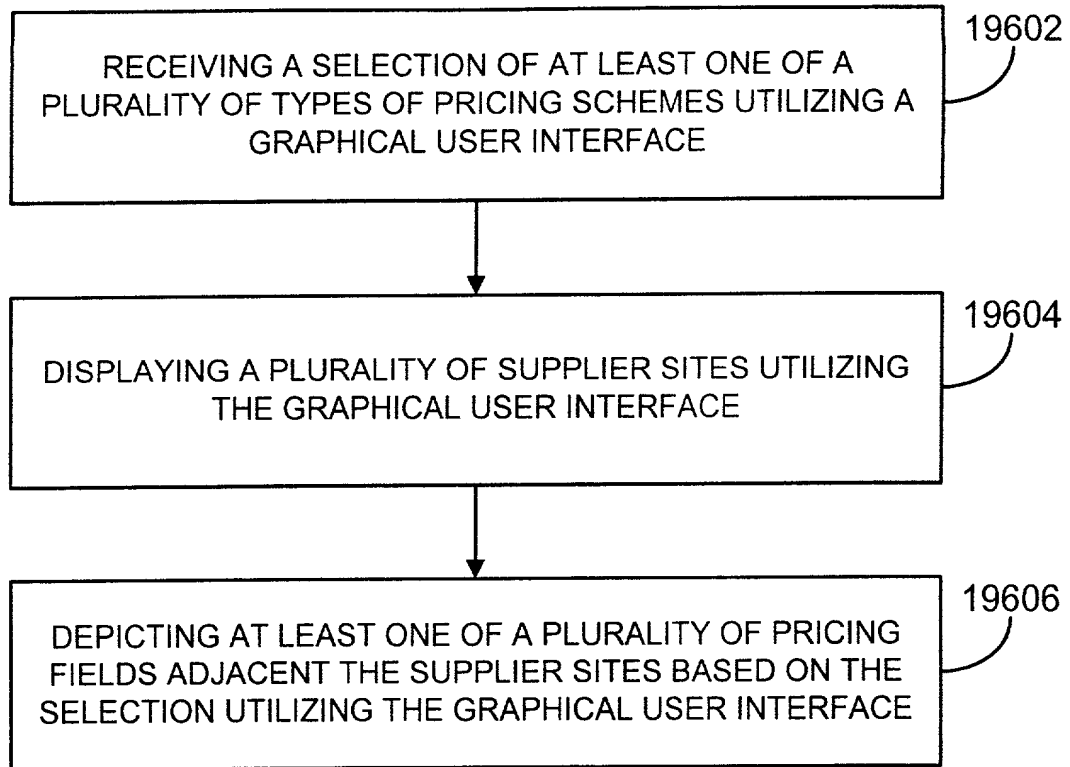 19602
RECEIVING A SELECTION OF AT LEAST ONE OF A
PLURALITY OF TYPES OF PRICING SCHEMES UTILIZING A
GRAPHICAL USER INTERFACE
19604
DISPLAYING A PLURALITY OF SUPPLIER SITES UTILIZING
THE GRAPHICAL USER INTERFACE
19606
DEPICTING AT LEAST ONE OF A PLURALITY OF PRICING
FIELDS ADJACENT THE SUPPLIER SITES BASED ON THE
SELECTION UTILIZING THE GRAPHICAL USER INTERFACE